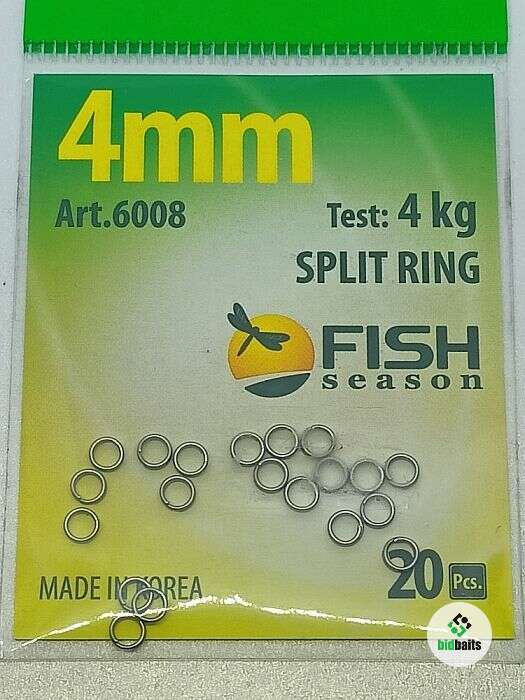 4mm
Art.6008
Test: 4 kg
SPLIT RING
FISH
season
MADE IN KOREA
20 Pcs.
bidbaits